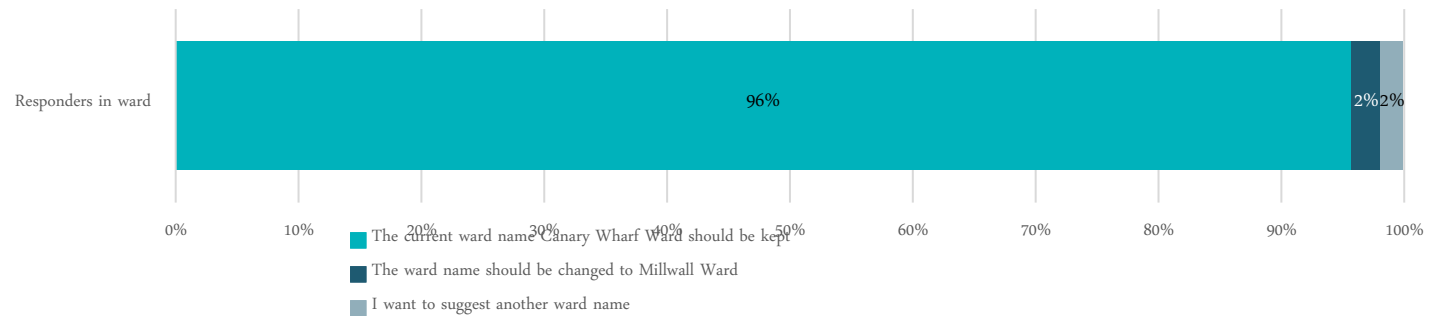 Responders in ward
96%
2%
2%
0% 10% 20% 30% 40% 50% 60% 70% 80% 90% 100%
The current ward name Canary Wharf Ward should be kept
The ward name should be changed to Millwall Ward
I want to suggest another ward name